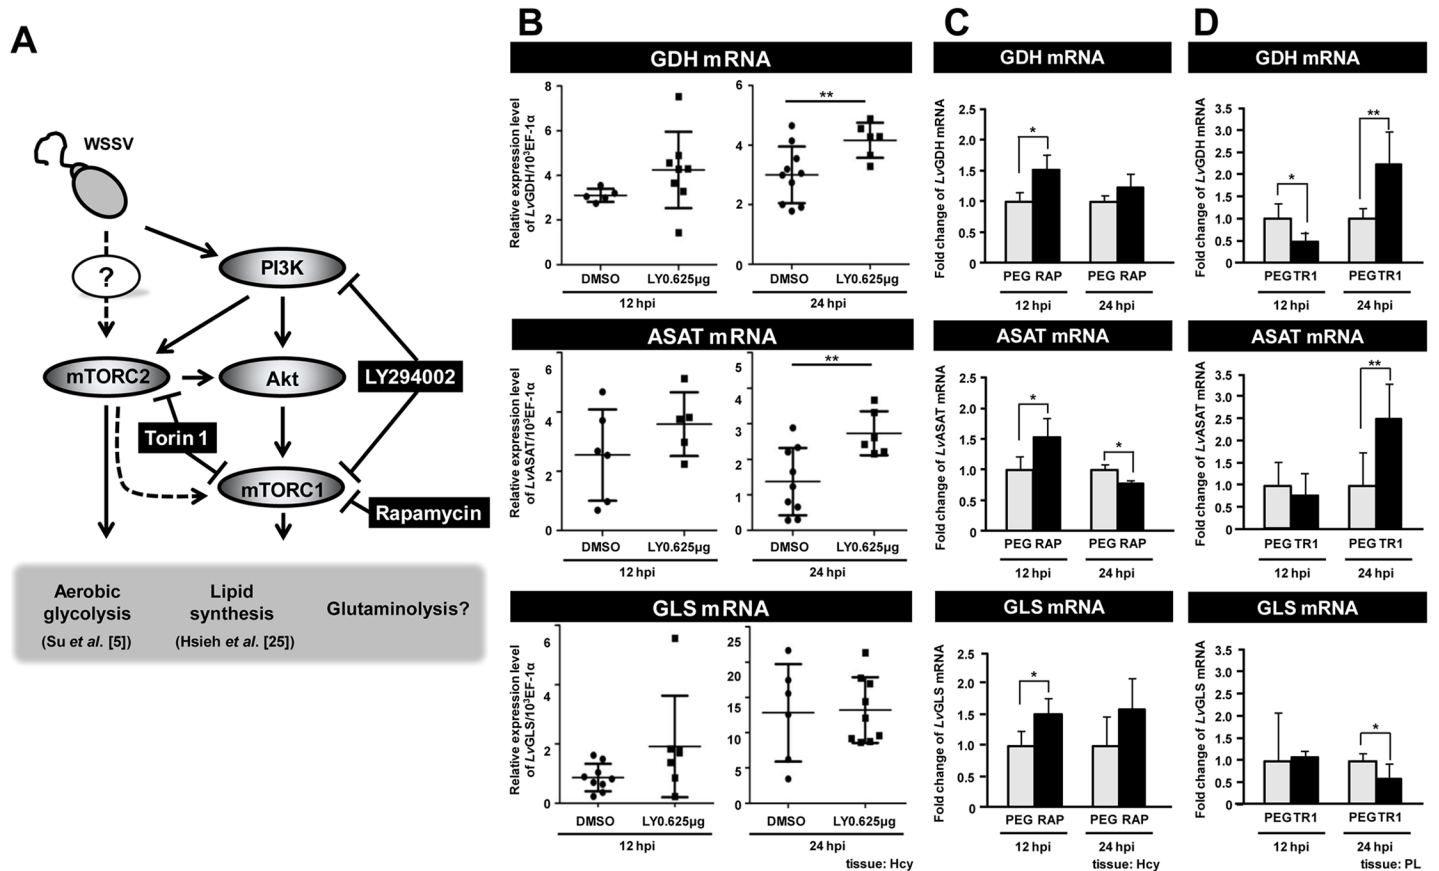 A
WSSV
?
PI3K
mTORC2
Akt
LY294002
Torin 1
mTORC1
Rapamycin
Aerobic
glycolysis
(Su et al. [5])
Lipid
synthesis
(Hsieh et al. [25])
Glutaminolysis?
B
GDH mRNA
Relative expression level
of LvGDH/10³EF-1α
8
6
4
2
0
DMSO
LY0.625µg
12 hpi
6
4
2
0
**
DMSO
LY0.625µg
24 hpi
ASAT mRNA
Relative expression level
of LvASAT/10³EF-1α
6
4
2
0
DMSO
LY0.625µg
12 hpi
5
4
3
2
1
0
**
DMSO
LY0.625µg
24 hpi
GLS mRNA
Relative expression level
of LvGLS/10³EF-1α
6
4
2
0
DMSO
LY0.625µg
12 hpi
25
20
15
10
5
0
DMSO
LY0.625µg
24 hpi
tissue: Hcy
C
GDH mRNA
Fold change of LvGDH mRNA
2.5
2.0
1.5
1.0
0.5
0
*
PEG RAP
PEG RAP
12 hpi
24 hpi
ASAT mRNA
Fold change of LvASAT mRNA
2.5
2.0
1.5
1.0
0.5
0
*
*
PEG RAP
PEG RAP
12 hpi
24 hpi
GLS mRNA
Fold change of LvGLS mRNA
2.5
2.0
1.5
1.0
0.5
0
*
PEG RAP
PEG RAP
12 hpi
24 hpi
tissue: Hcy
D
GDH mRNA
Fold change of LvGDH mRNA
3.5
3.0
2.5
2.0
1.5
1.0
0.5
0
*
**
PEG TR1
PEG TR1
12 hpi
24 hpi
ASAT mRNA
Fold change of LvASAT mRNA
3.5
3.0
2.5
2.0
1.5
1.0
0.5
0
**
PEG TR1
PEG TR1
12 hpi
24 hpi
GLS mRNA
Fold change of LvGLS mRNA
3.5
3.0
2.5
2.0
1.5
1.0
0.5
0
*
PEG TR1
PEG TR1
12 hpi
24 hpi
tissue: PL